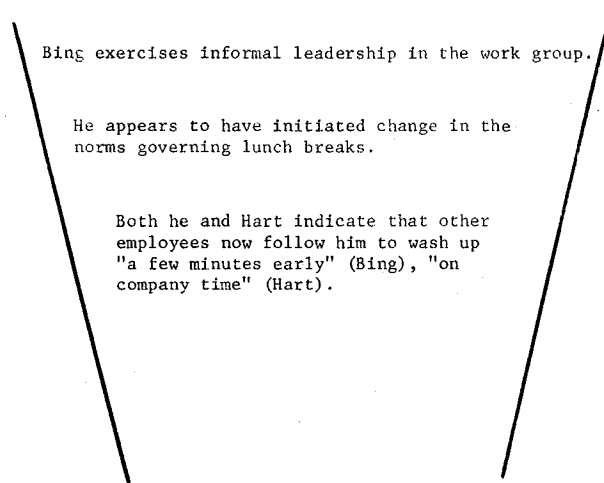 Bing exercises informal leadership in the work group.
He appears to have initiated change in the
norms governing lunch breaks.
Both he and Hart indicate that other
employees now follow him to wash up
"a few minutes early" (Bing), "on
company time" (Hart).